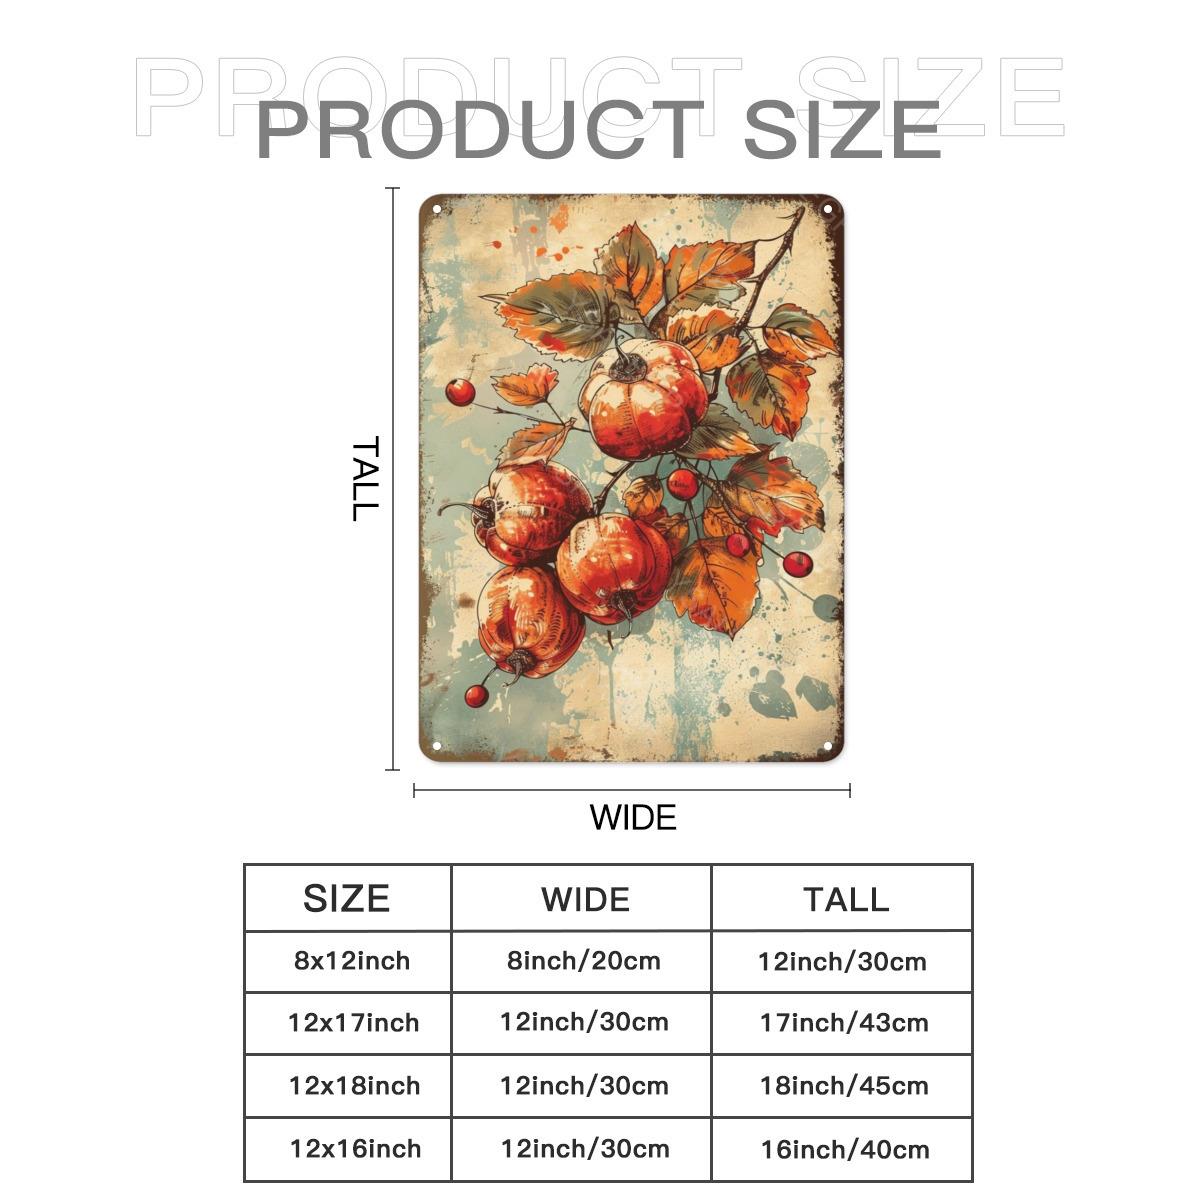 PRODUCT SIZE
PRODUCT SIZE
TALL
WIDE
SIZE WIDE TALL
8x12inch 8inch/20cm 12inch/30cm
12x17inch 12inch/30cm 17inch/43cm
12x18inch 12inch/30cm 18inch/45cm
12x16inch 12inch/30cm 16inch/40cm